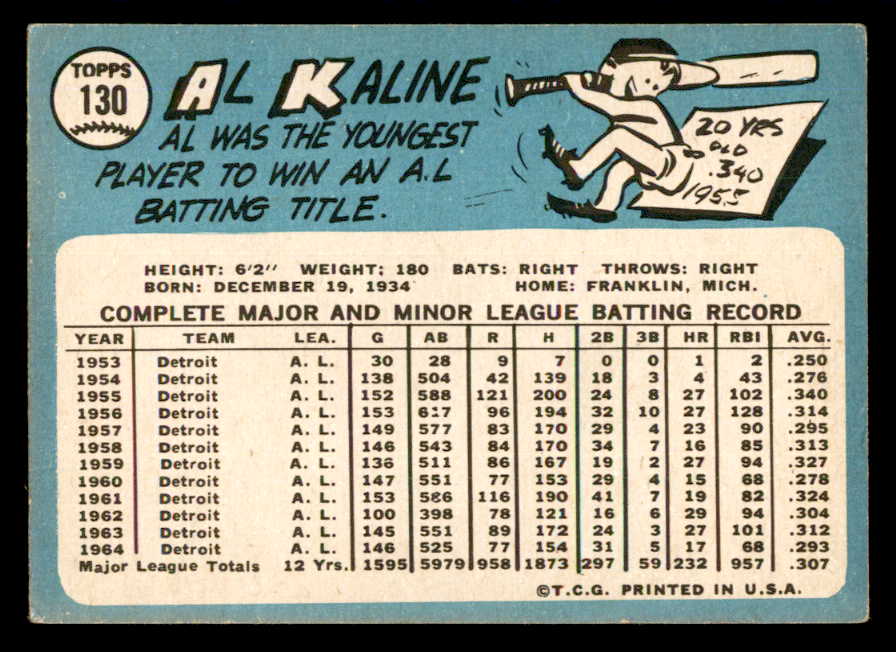 TOPPS
130
AL KALINE
AL WAS THE YOUNGEST
PLAYER TO WIN AN A.L
BATTING TITLE.
20 YRS
OLD
.340
1955
HEIGHT: 6'2" WEIGHT; 180 BATS: RIGHT THROWS: RIGHT
BORN: DECEMBER 19, 1934 HOME: FRANKLIN, MICH.
COMPLETE MAJOR AND MINOR LEAGUE BATTING RECORD
YEAR TEAM LEA. G AB R H 2B 3B HR RBI AVG.
1953 Detroit A. L. 30 28 9 7 0 0 1 2 .250
1954 Detroit A. L. 138 504 42 139 18 3 4 43 .276
1955 Detroit A. L. 152 588 121 200 24 8 27 102 .340
1956 Detroit A. L. 153 617 96 194 32 10 27 128 .314
1957 Detroit A. L. 149 577 83 170 29 4 23 90 .295
1958 Detroit A. L. 146 543 84 170 34 7 16 85 .313
1959 Detroit A. L. 136 511 86 167 19 2 27 94 .327
1960 Detroit A. L. 147 551 77 153 29 4 15 68 .278
1961 Detroit A. L. 153 586 116 190 41 7 19 82 .324
1962 Detroit A. L. 100 398 78 121 16 6 29 94 .304
1963 Detroit A. L. 145 551 89 172 24 3 27 101 .312
1964 Detroit A. L. 146 525 77 154 31 5 17 68 .293
Major League Totals 12 Yrs. 1595 5979 958 1873 297 59 232 957 .307
©T.C.G. PRINTED IN U.S.A.